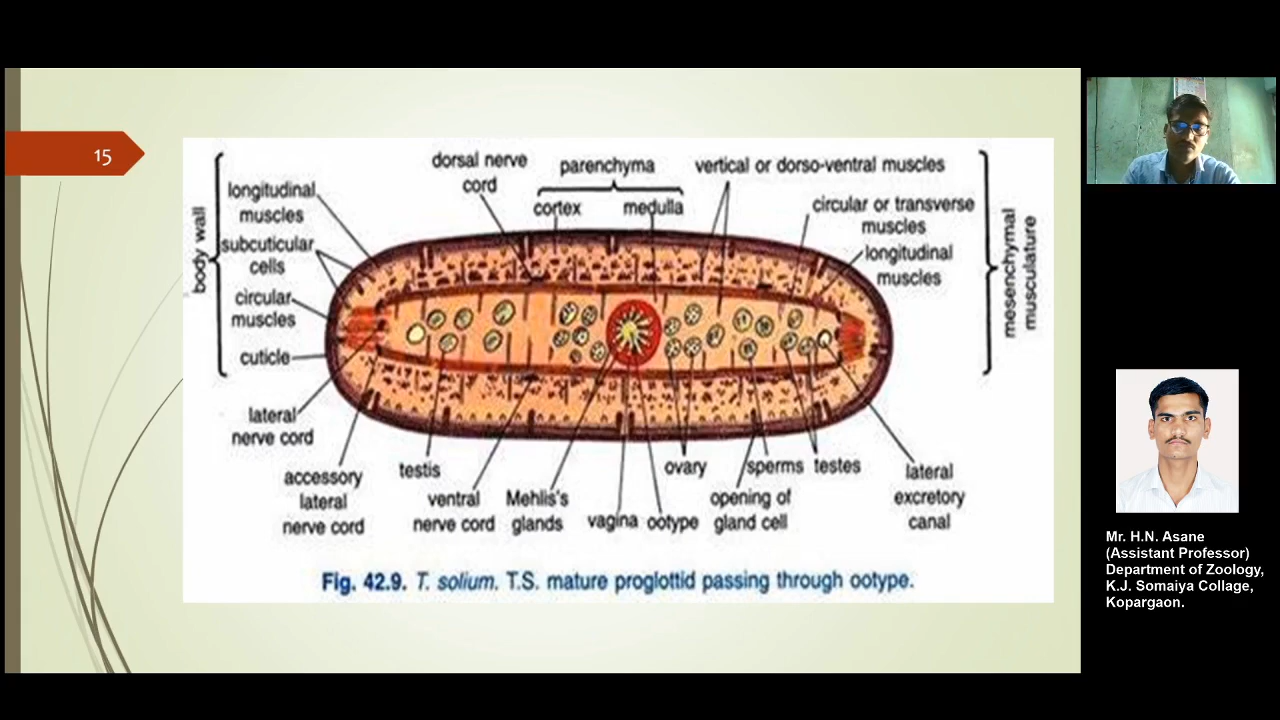 15
body wall
longitudinal
muscles
subcuticular
cells
circular
muscles
cuticle
lateral
nerve cord
accessory
lateral
nerve cord
dorsal nerve
cord
parenchyma
cortex medulla
vertical or dorso-ventral muscles
circular or transverse
muscles
longitudinal
muscles
mesenchymal
musculature
testis
ventral
nerve cord
Mehlis's
glands
vagina
ootype
ovary
opening of
gland cell
sperms
testes
lateral
excretory
canal
Fig. 42.9. T. solium. T.S. mature proglottid passing through ootype.
Mr. H.N. Asane
(Assistant Professor)
Department of Zoology,
K.J. Somaiya Collage,
Kopargaon.